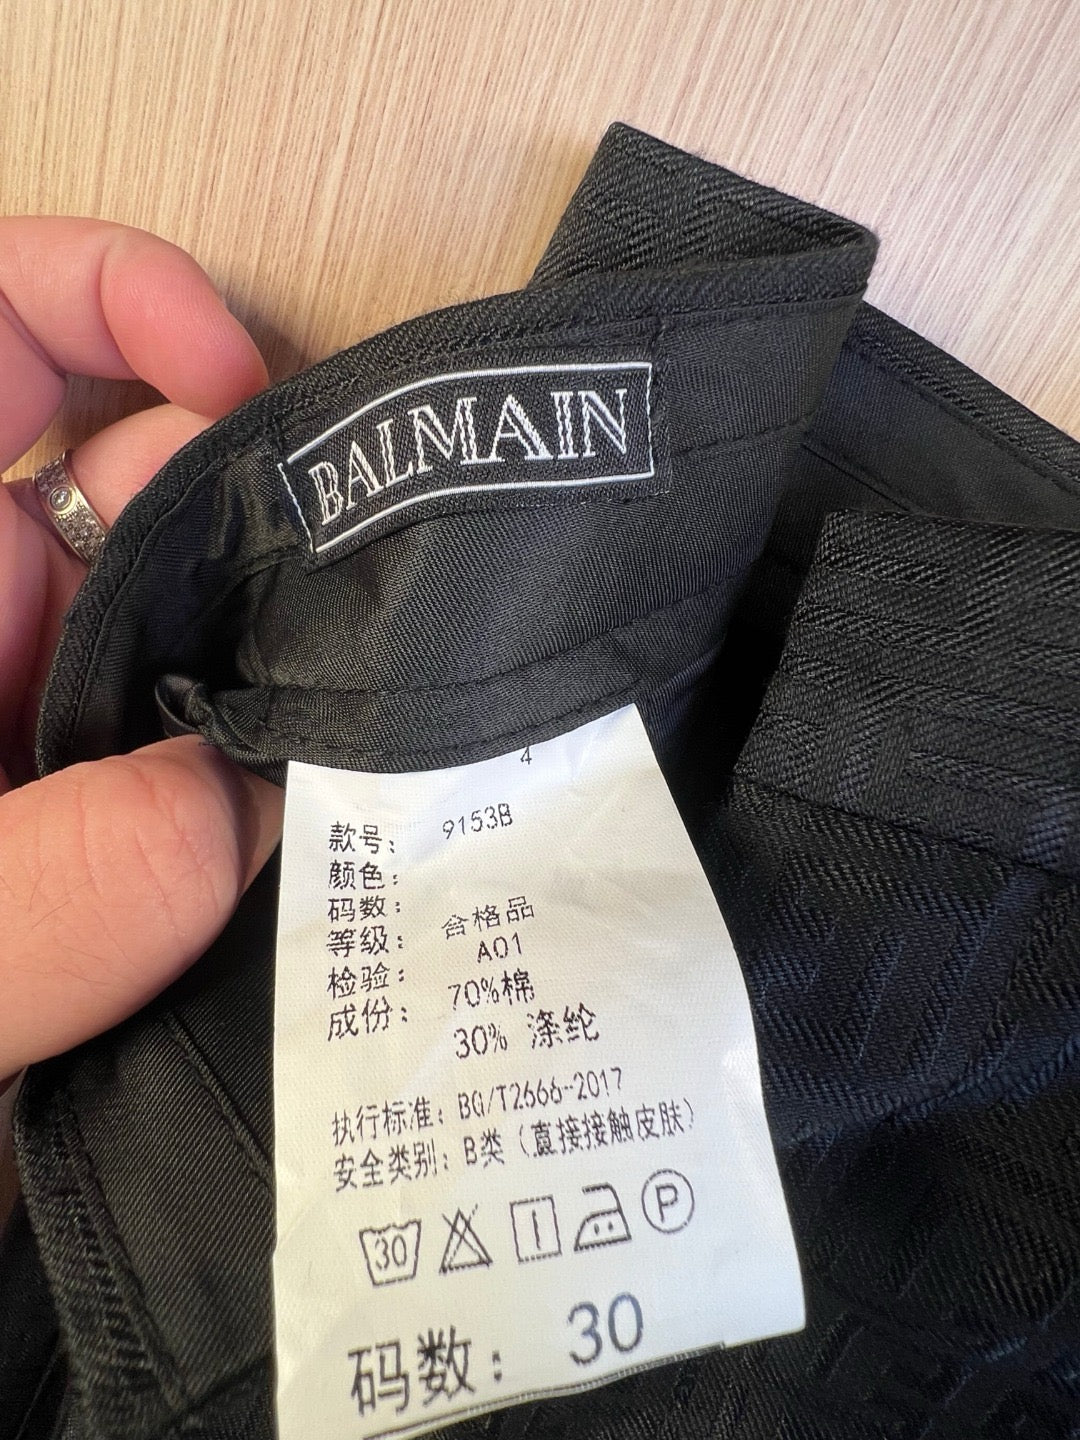 BALMAIN
4
款号： 9153B
颜色：
码数：
等级： 合格品
检验： A01
成份： 70%棉
30% 涤纶
执行标准：BG/T2666-2017
安全类别：B类（直接接触皮肤）
30 P
码数：30